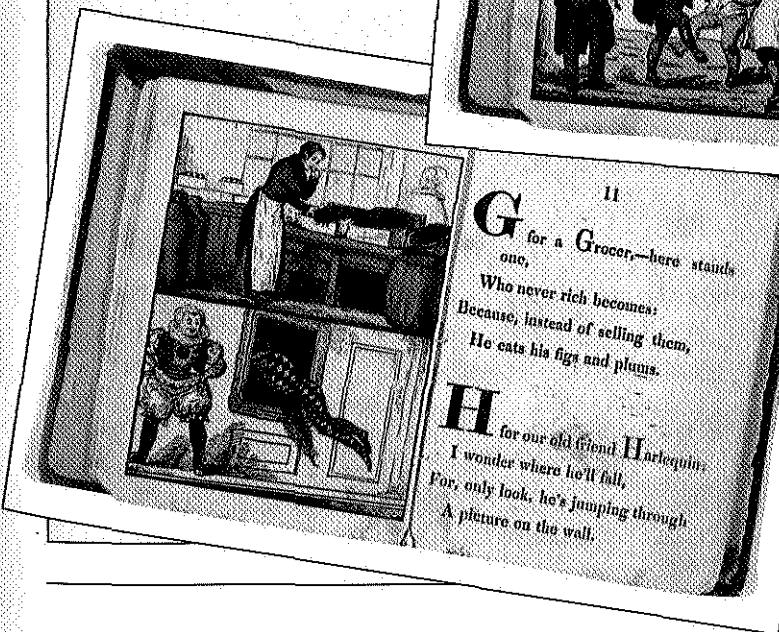 11
G for a Grocer,—here stands
one,
Who never rich becomes:
Because, instead of selling them,
He eats his figs and plums.
H for our old friend Harlequin:
I wonder where he'll fall,
For, only look, he's jumping through
A picture on the wall.